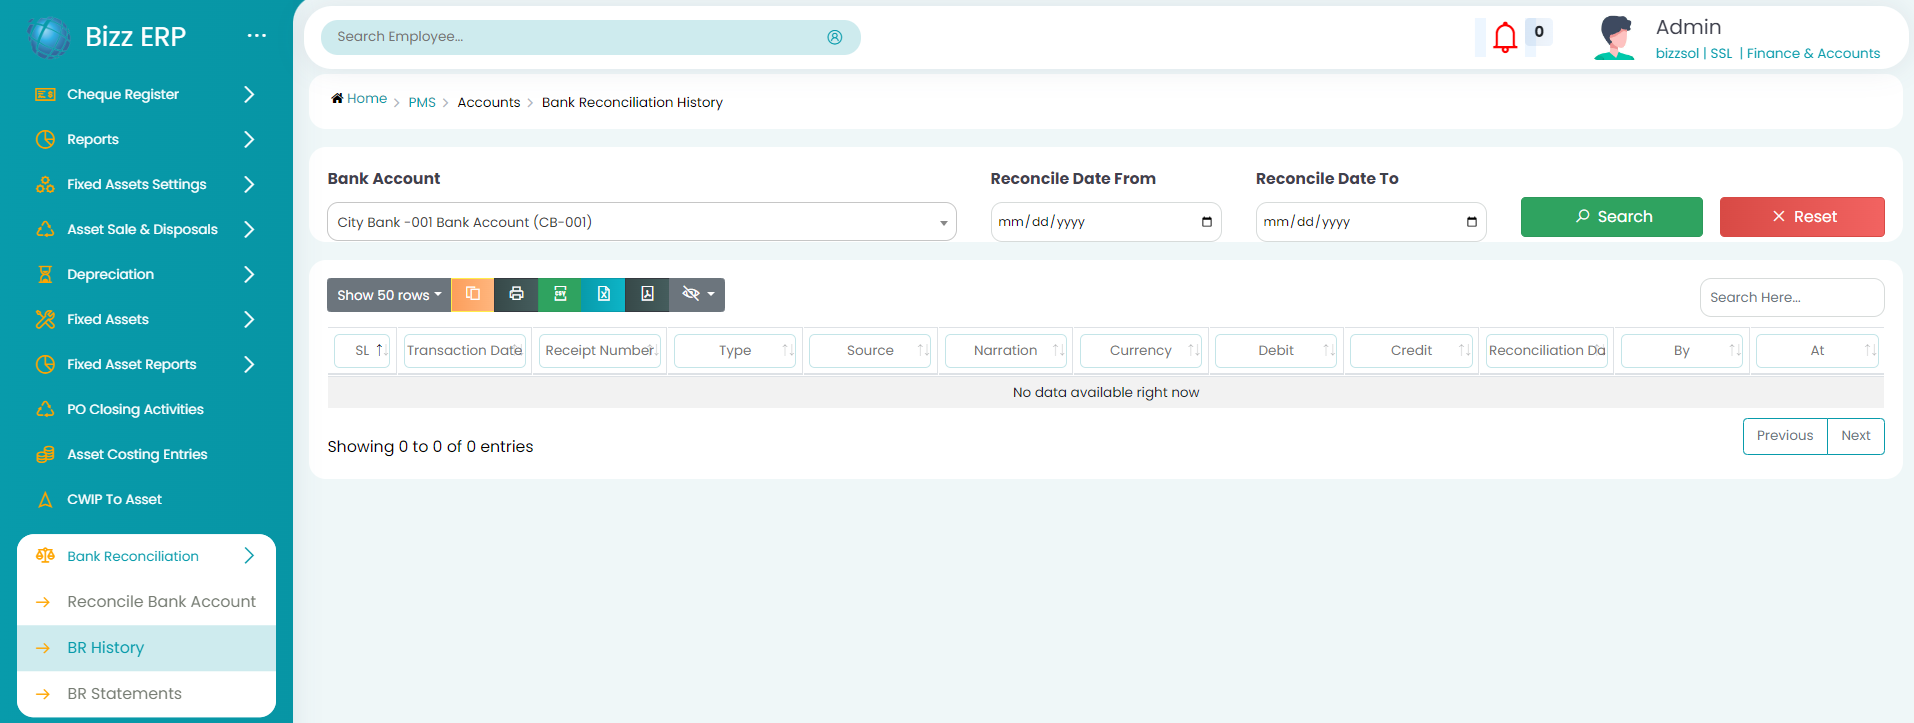 Bizz ERP
Cheque Register
Reports
Fixed Assets Settings
Asset Sale & Disposals
Depreciation
Fixed Assets
Fixed Asset Reports
PO Closing Activities
Asset Costing Entries
CWIP To Asset
Bank Reconciliation
Reconcile Bank Account
BR History
BR Statements
Search Employee...
0
Admin
bizzsol | SSL | Finance & Accounts
Home > PMS > Accounts > Bank Reconciliation History
Bank Account
Reconcile Date From
Reconcile Date To
City Bank -001 Bank Account (CB-001)
mm/dd/yyyy
mm/dd/yyyy
Search
Reset
Show 50 rows
CSV
Search Here...
SL Transaction Date Receipt Number Type Source Narration Currency Debit Credit Reconciliation Da By At
No data available right now
Showing 0 to 0 of 0 entries
Previous Next